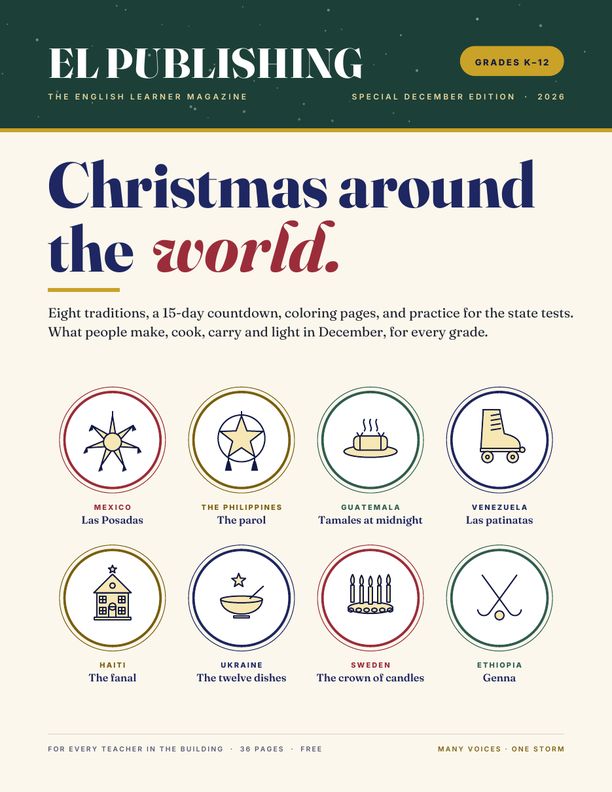 EL PUBLISHING
GRADES K–12
THE ENGLISH LEARNER MAGAZINE
SPECIAL DECEMBER EDITION · 2026
Christmas around
the world.
Eight traditions, a 15-day countdown, coloring pages, and practice for the state tests.
What people make, cook, carry and light in December, for every grade.
MEXICO
Las Posadas
THE PHILIPPINES
The parol
GUATEMALA
Tamales at midnight
VENEZUELA
Las patinatas
HAITI
The fanal
UKRAINE
The twelve dishes
SWEDEN
The crown of candles
ETHIOPIA
Genna
FOR EVERY TEACHER IN THE BUILDING · 36 PAGES · FREE
MANY VOICES · ONE STORM